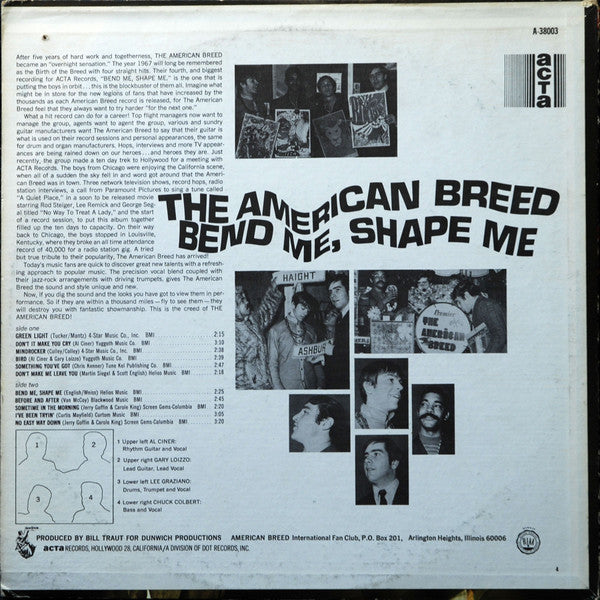 A-38003
acta
After five years of hard work and togetherness, THE AMERICAN BREED
became an "overnight sensation." The year 1967 will long be remembered
as the Birth of the Breed with four straight hits. Their fourth, and biggest
recording for ACTA Records, "BEND ME, SHAPE ME," is the one that is
putting the boys in orbit . . . this is the blockbuster of them all. Imagine what
might be in store for the new legions of fans that have increased by the
thousands as each American Breed record is released, for The American
Breed feel that they always want to try harder "for the next one."
What a hit record can do for a career! Top flight managers now want to
manage the group, agents want to agent the group, various and sundry
guitar manufacturers want The American Breed to say that their guitar is
what is used on their record sessions and personal appearances, the same
for drum and organ manufacturers. Hops, interviews and more TV appear-
ances are being rained down on our heroes...and heroes they are. Just
recently, the group made a ten day trek to Hollywood for a meeting with
ACTA Records. The boys from Chicago were enjoying the California scene,
when all of a sudden the sky fell in and word got around that the Ameri-
can Breed was in town. Three network television shows, record hops, radio
station interviews, a call from Paramount Pictures to sing a tune called
"A Quiet Place," in a soon to be released movie
starring Rod Steiger, Lee Remick and George Seg-
al titled "No Way To Treat A Lady," and the start
of a record session, to put this album together
filled up the ten days to capacity. On their way
back to Chicago, the boys stopped in Louisville,
Kentucky, where they broke an all time attendance
record of 40,000 for a radio station gig. A tried
but true tribute to their popularity, The American Breed has arrived!
Today's music fans are quick to discover great new talents with a refresh-
ing approach to popular music. The precision vocal blend coupled with
their jazz-rock arrangements with driving trumpets, gives The American
Breed the sound and style unique and new.
Now, if you dig the sound and the looks you have got to view them in per-
formance. So if they are within a thousand miles — fly to see them — they
will destroy you with fantastic showmanship. This is the creed of THE
AMERICAN BREED!
THE AMERICAN BREED
BEND ME, SHAPE ME
HAIGHT
ASHBURY
Premier
THE
AMERICAN
BREED
side one
GREEN LIGHT (Tucker/Mantz) 4-Star Music Co., Inc. BMI 2:15
DON'T IT MAKE YOU CRY (Al Ciner) Yuggoth Music Co. BMI 3:10
MINDROCKER (Colley/Colley) 4-Star Music Co., Inc. BMI 2:38
BIRD (Al Ciner & Gary Loizzo) Yuggoth Music Co. BMI 2:39
SOMETHING YOU'VE GOT (Chris Kenner) Tune Kel Publishing Co. BMI 2:47
DON'T MAKE ME LEAVE YOU (Martin Siegel & Scott English) Helios Music BMI 2:18
side two
BEND ME, SHAPE ME (English/Weiss) Helios Music BMI 2:25
BEFORE AND AFTER (Van McCoy) Blackwood Music BMI 2:45
SOMETIME IN THE MORNING (Jerry Goffin & Carole King) Screen Gems-Columbia BMI 2:20
I'VE BEEN TRYIN' (Curtis Mayfield) Curtom Music BMI 3:05
NO EASY WAY DOWN (Jerry Goffin & Carole King) Screen Gems-Columbia BMI 3:20
1 2
3 4
1 Upper left AL CINER:
Rhythm Guitar and Vocal
2 Upper right GARY LOIZZO:
Lead Guitar, Lead Vocal
3 Lower left LEE GRAZIANO:
Drums, Trumpet and Vocal
4 Lower right CHUCK COLBERT:
Bass and Vocal
PRODUCED BY BILL TRAUT FOR DUNWICH PRODUCTIONS AMERICAN BREED International Fan Club, P.O. Box 201, Arlington Heights, Illinois 60006
acta RECORDS, HOLLYWOOD 28, CALIFORNIA/A DIVISION OF DOT RECORDS, INC.
4